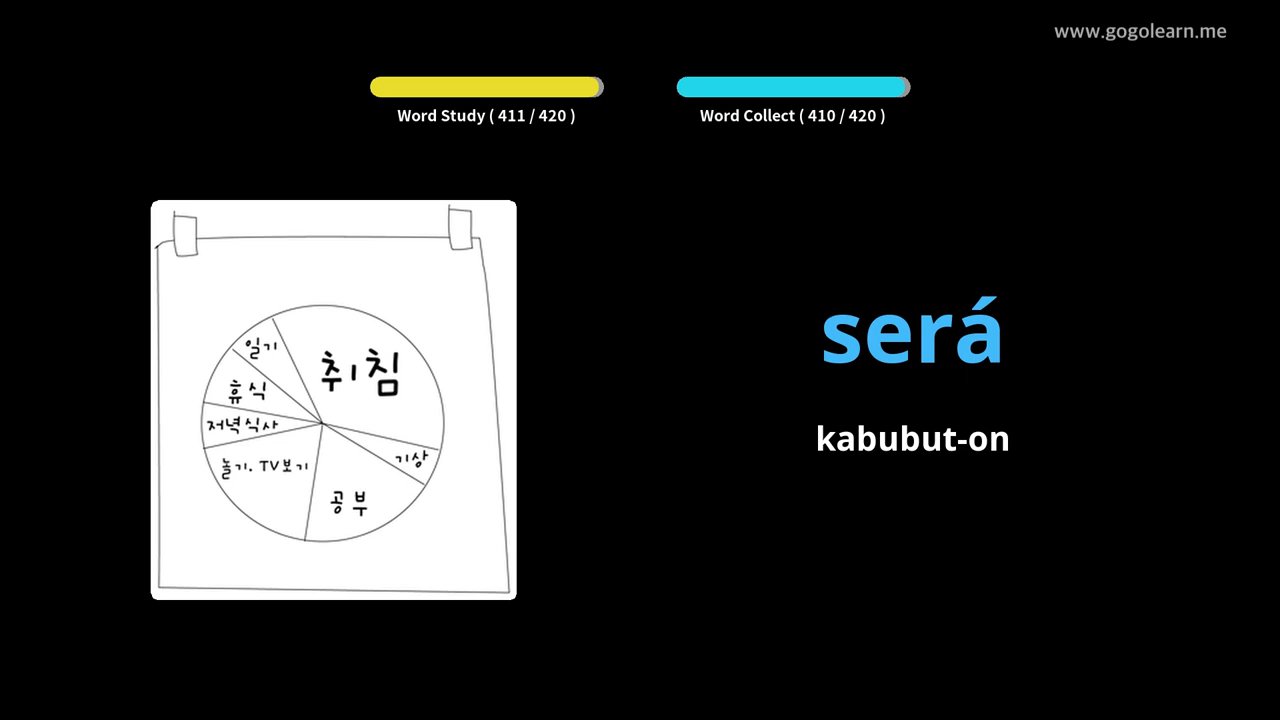 www.gogolearn.me
Word Study ( 411 / 420 )
Word Collect ( 410 / 420 )
일기
취침
휴식
저녁식사
놀기. TV보기
기상
공부
será
kabubut-on